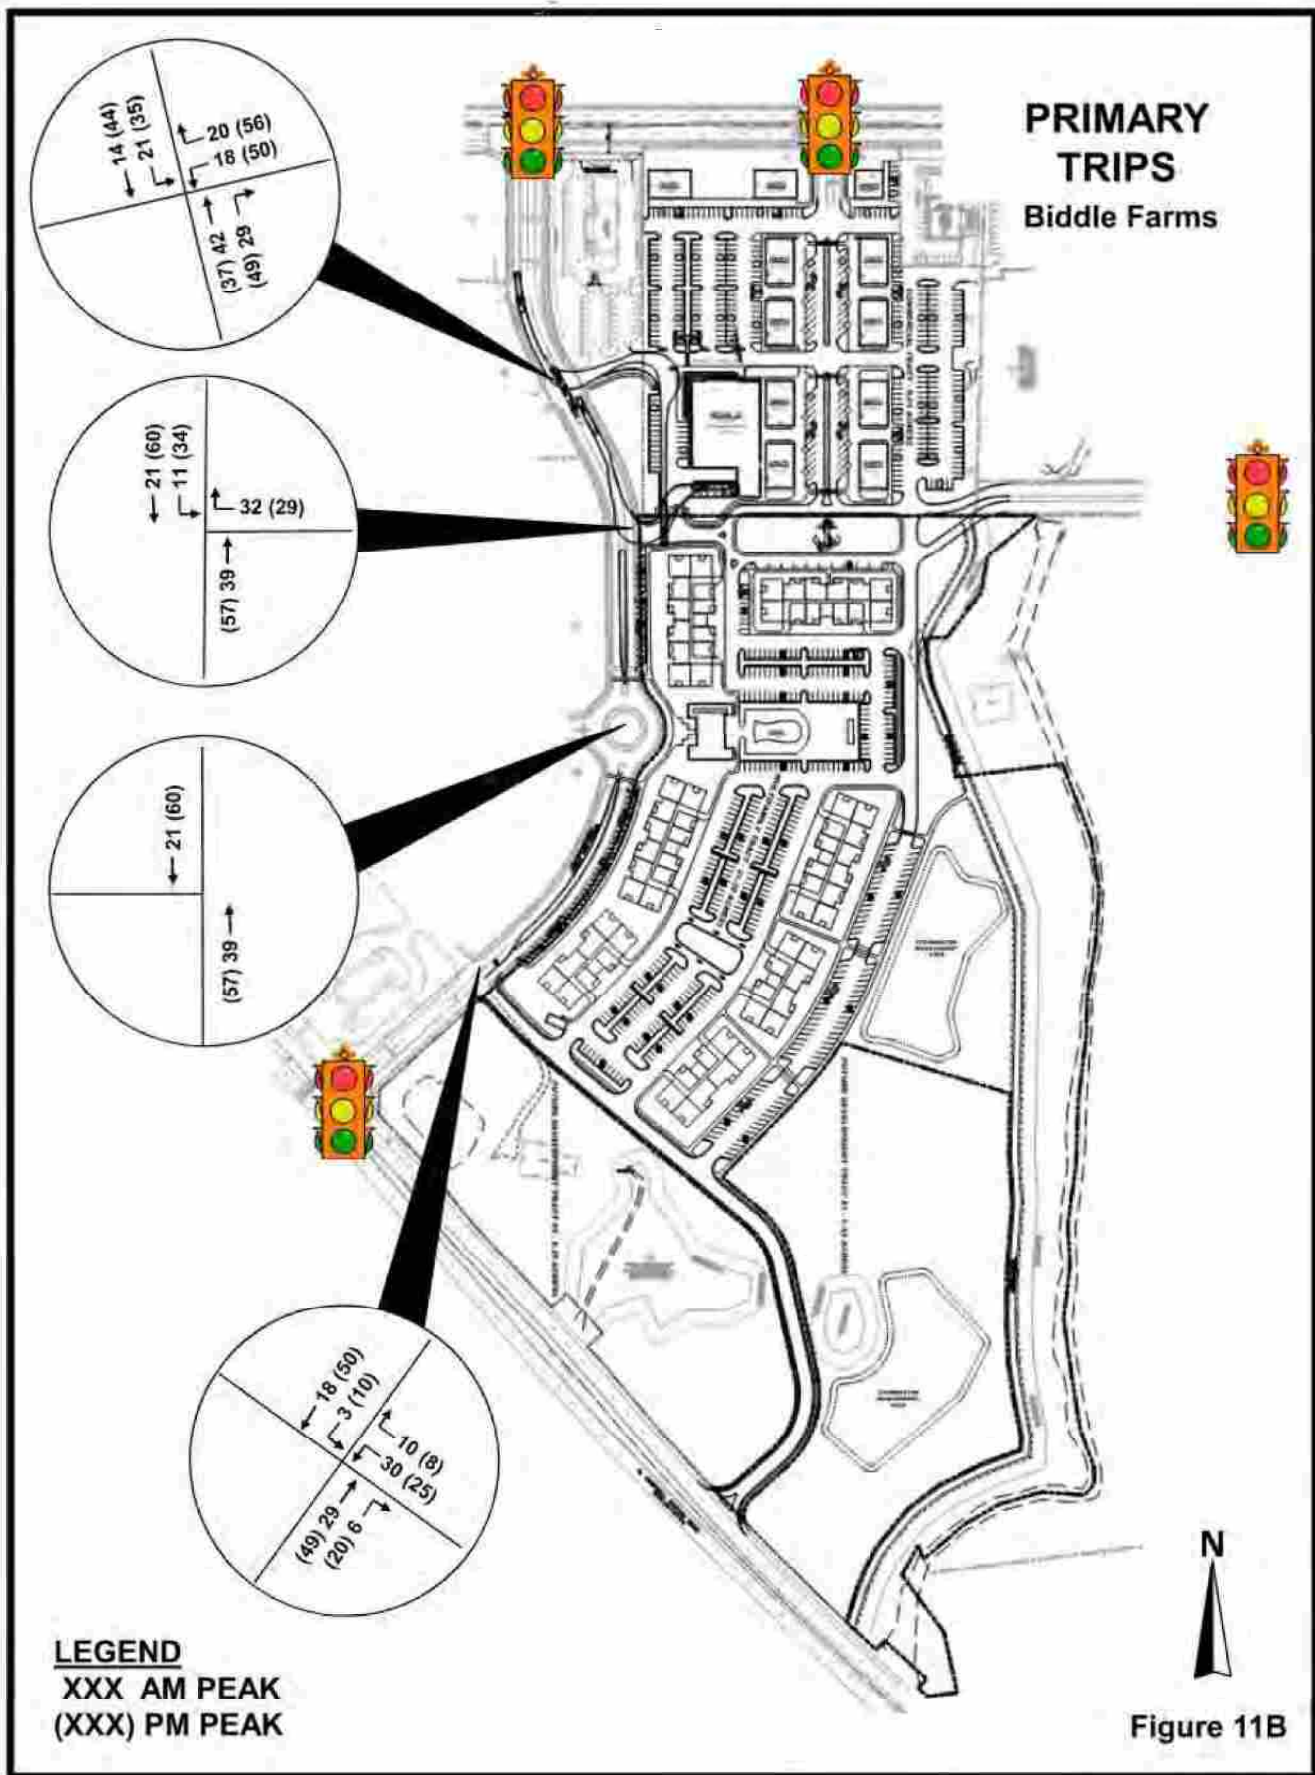 PRIMARY
TRIPS
Biddle Farms
14 (44)
21 (35)
20 (56)
18 (50)
(37) 42
(49) 29
21 (60)
11 (34)
32 (29)
(57) 39
21 (60)
(57) 39
18 (50)
3 (10)
10 (8)
30 (25)
(49) 29
(20) 6
LEGEND
XXX AM PEAK
(XXX) PM PEAK
N
Figure 11B